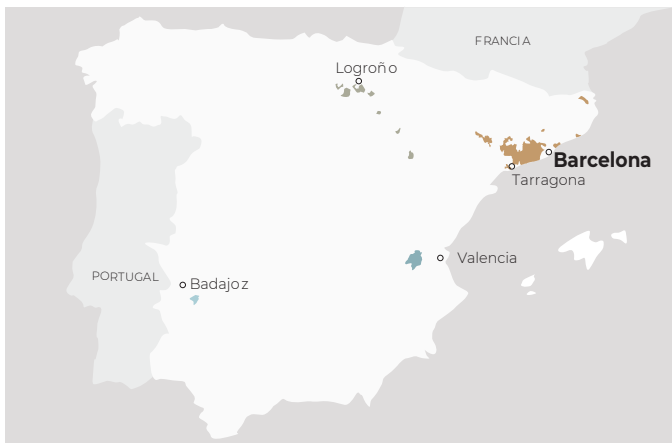 FRANCIA
Logroño
Barcelona
Tarragona
Valencia
PORTUGAL
Badajoz